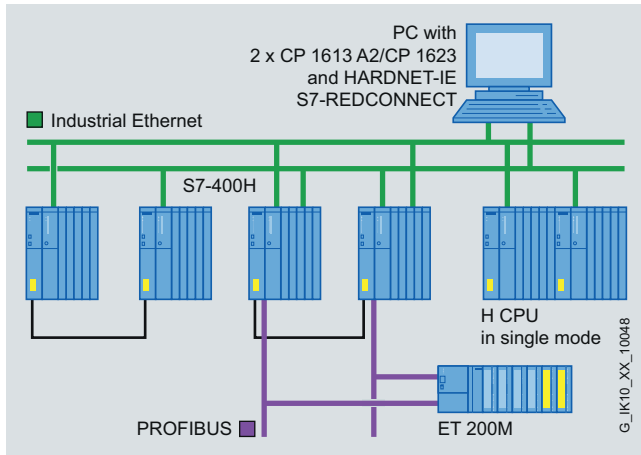 PC with
2 x CP 1613 A2/CP 1623
and HARDNET-IE
S7-REDCONNECT
Industrial Ethernet
S7-400H
H CPU
in single mode
PROFIBUS
ET 200M
G_IK10_XX_10048